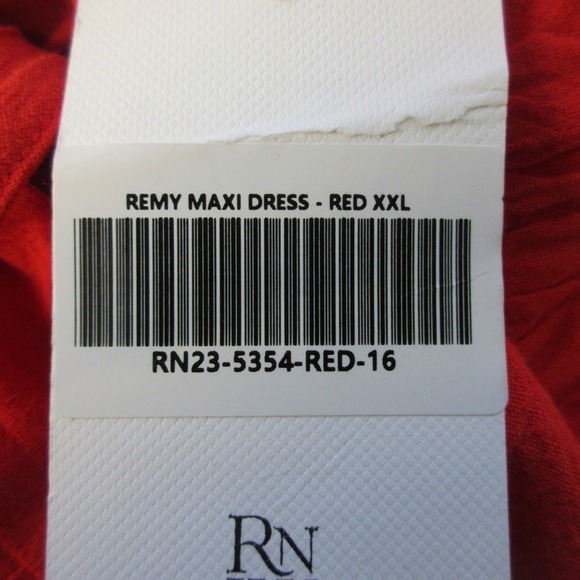 REMY MAXI DRESS - RED XXL
RN23-5354-RED-16
RN